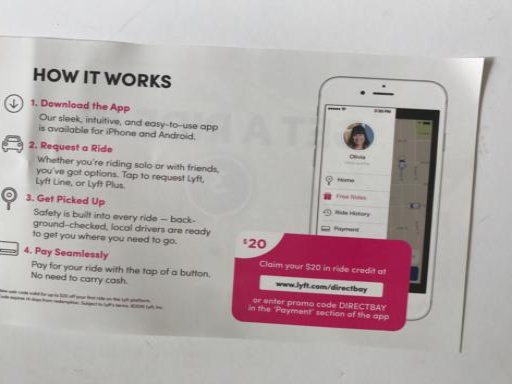 HOW IT WORKS
1. Download the App
Our sleek, intuitive, and easy-to-use app
is available for iPhone and Android.
2. Request a Ride
Whether you're riding solo or with friends,
you've got options. Tap to request Lyft,
Lyft Line, or Lyft Plus.
3. Get Picked Up
Safety is built into every ride — back-
ground-checked, local drivers are ready
to get you where you need to go.
4. Pay Seamlessly
Pay for your ride with the tap of a button.
No need to carry cash.
New user code valid for up to $20 off your first ride on the Lyft platform.
Code expires 14 days from redemption. Subject to Lyft's terms. Lyft, Inc.
2:30 PM
Olivia
Home
Free Rides
Ride History
Payment
$20
Claim your $20 in ride credit at
www.lyft.com/directbay
or enter promo code DIRECTBAY
in the 'Payment' section of the app